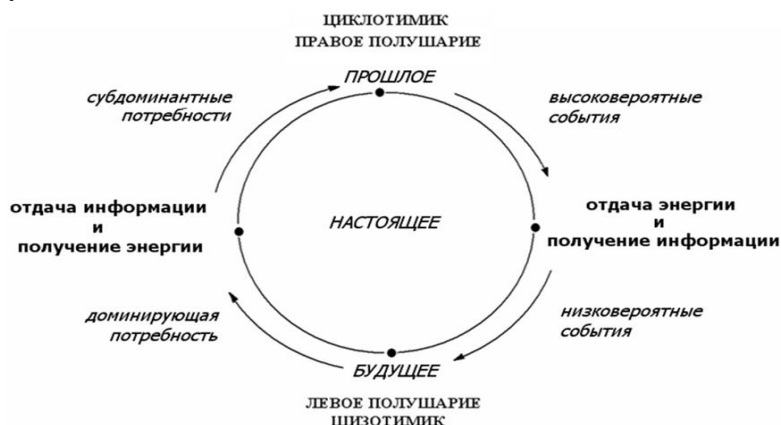 ЦИКЛОТИМИК
ПРАВОЕ ПОЛУШАРИЕ
ПРОШЛОЕ
субдоминантные
потребности
высоковероятные
события
отдача информации
и
получение энергии
НАСТОЯЩЕЕ
отдача энергии
и
получение информации
доминирующая
потребность
низковероятные
события
БУДУЩЕЕ
ЛЕВОЕ ПОЛУШАРИЕ
ШИЗОТИМИК